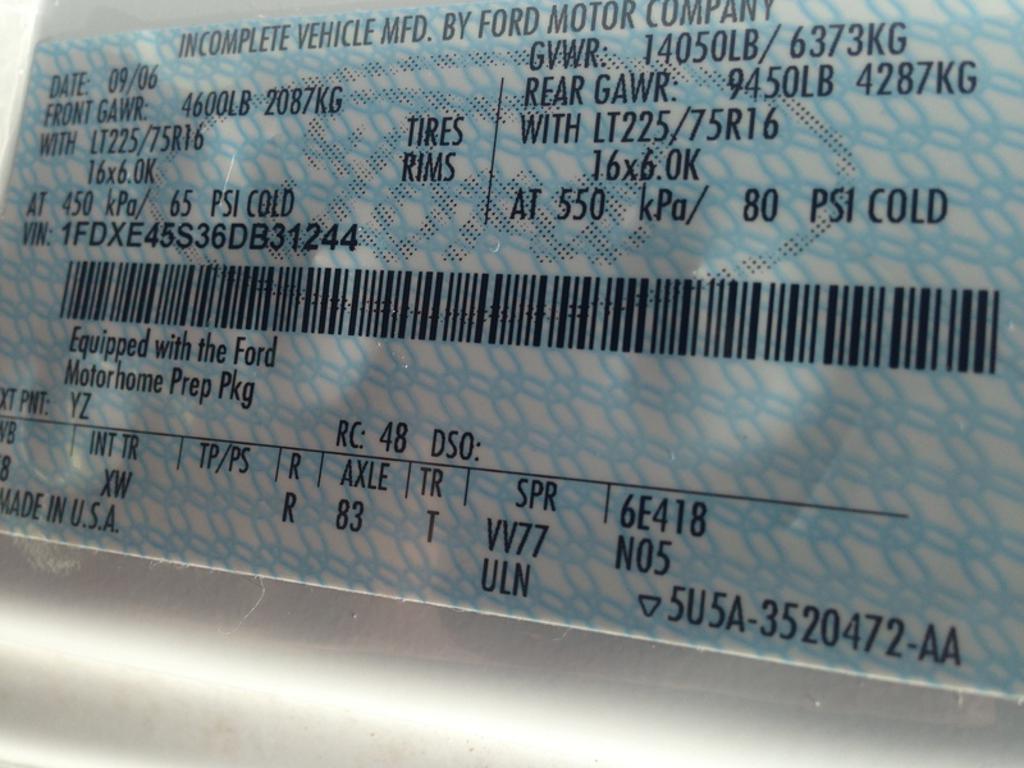 INCOMPLETE VEHICLE MFD. BY FORD MOTOR COMPANY
DATE: 09/06 GVWR: 14050LB/ 6373KG
FRONT GAWR: 4600LB 2087KG REAR GAWR: 9450LB 4287KG
WITH LT225/75R16 TIRES WITH LT225/75R16
16x6.0K RIMS 16x6.0K
AT 450 kPa/ 65 PSI COLD AT 550 kPa/ 80 PSI COLD
VIN: 1FDXE45S36DB31244
Equipped with the Ford
Motorhome Prep Pkg
XT PNT: YZ RC: 48 DSO:
WB INT TR TP/PS R AXLE TR SPR 6E418
8 XW R 83 T VV77 N05
MADE IN U.S.A. ULN
▽5U5A-3520472-AA